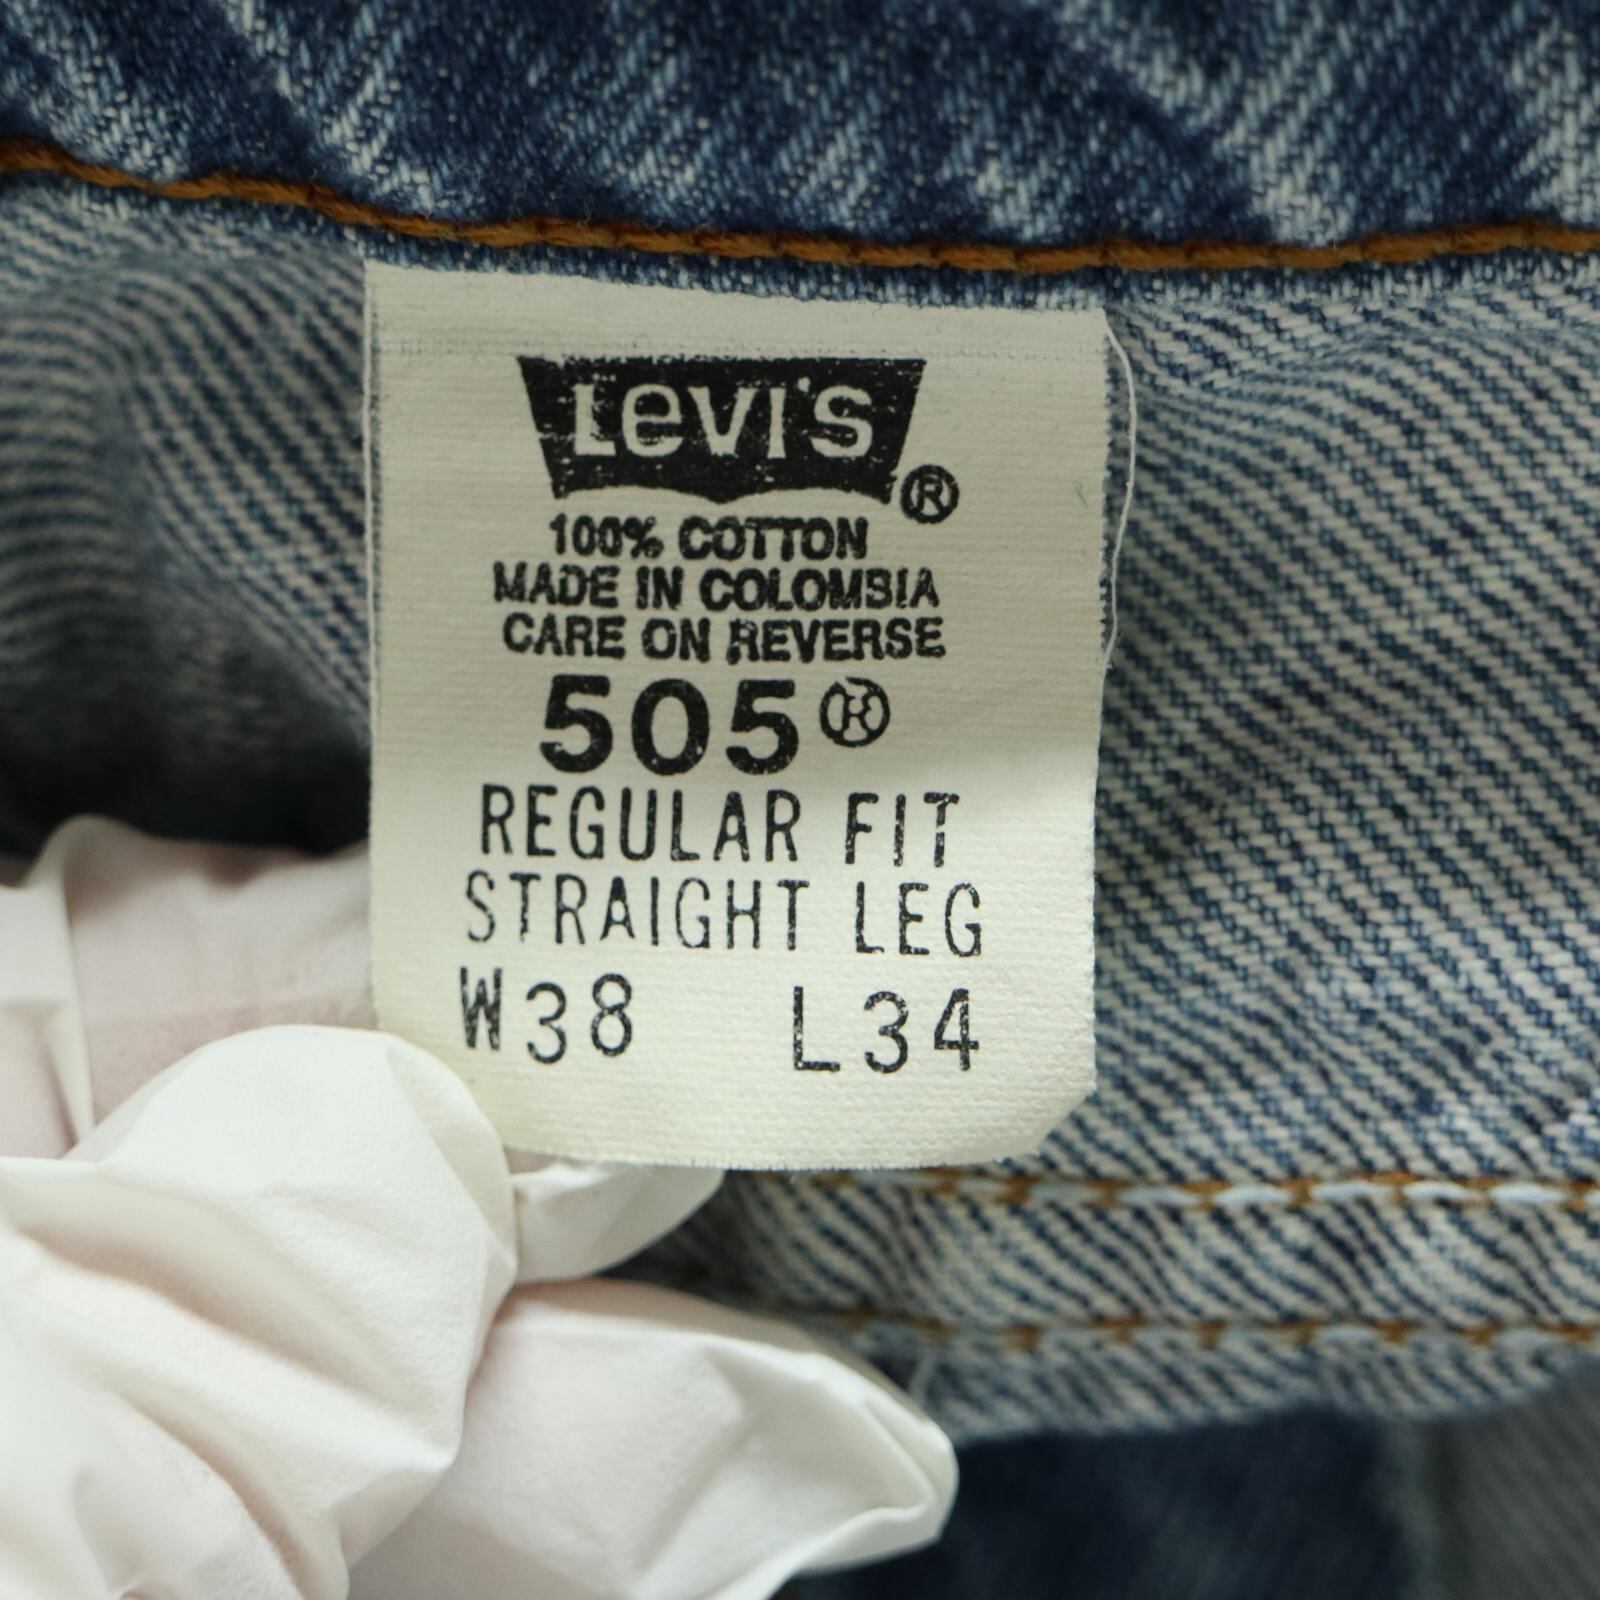 LEVI'S ®
100% COTTON
MADE IN COLOMBIA
CARE ON REVERSE
505®
REGULAR FIT
STRAIGHT LEG
W38 L34